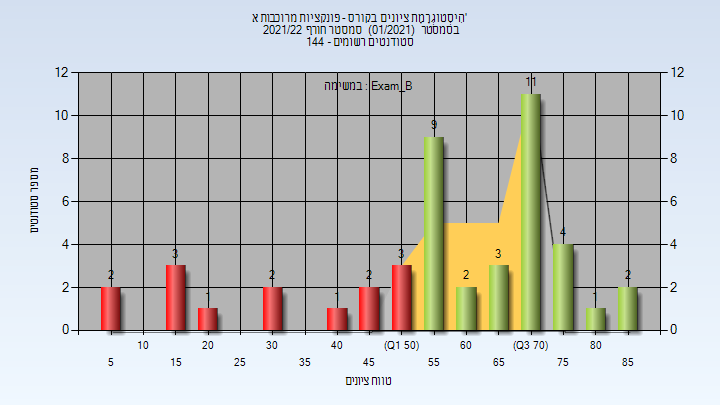 היסטוגרמת ציונים בקורס - פונקציות מרוכבות א'
בסמסטר (01/2021) סמסטר חורף 2021/22
סטודנטים רשומים - 144
במשימה : Exam_B
מספר סטודנטים
12 12
10 10
8 8
6 6
4 4
2 2
0 0
2 3 1 2 1 2 3 9 2 3 11 4 1 2
10 20 30 40 (Q1 50) 60 (Q3 70) 80
5 15 25 35 45 55 65 75 85
טווח ציונים